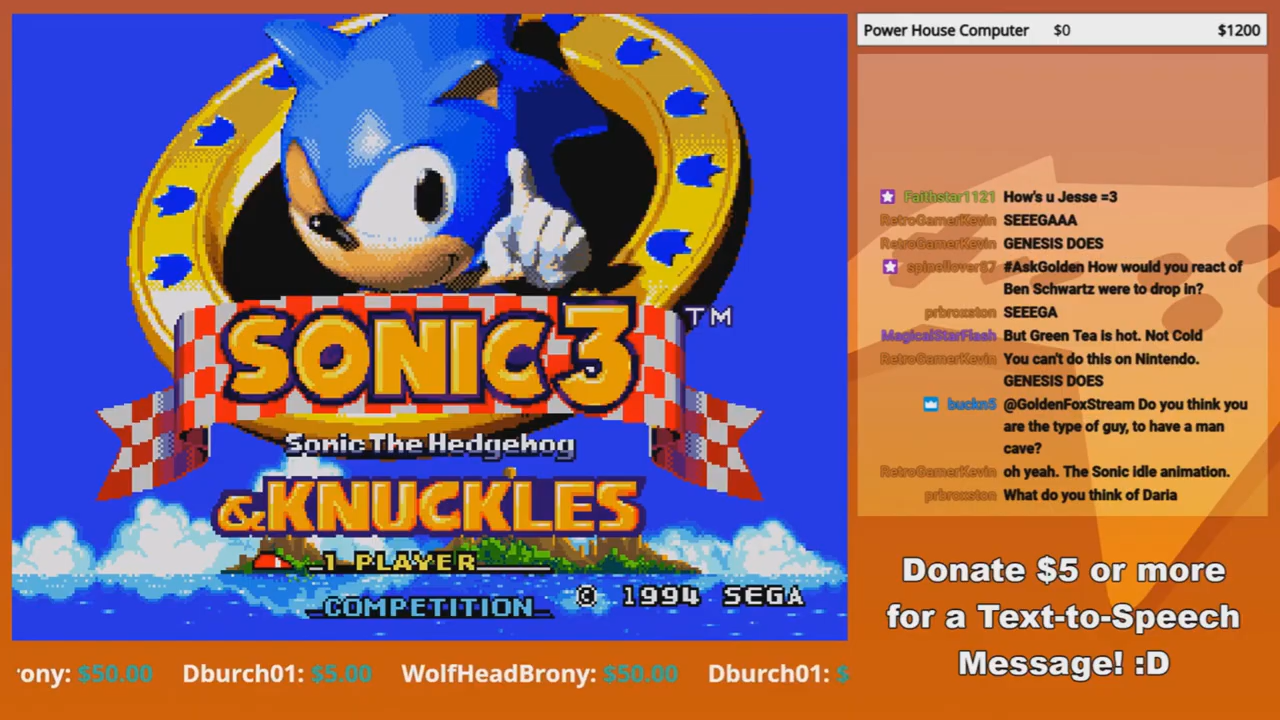 SONIC 3 TM
Sonic The Hedgehog
& KNUCKLES
1 PLAYER
COMPETITION
© 1994 SEGA
Power House Computer $0 $1200
Faithstar1121 How's u Jesse =3
RetroGamerKevin SEEEGAAA
RetroGamerKevin GENESIS DOES
spinellover87 #AskGolden How would you react of
Ben Schwartz were to drop in?
prbroxston SEEEGA
MagicalStarFlash But Green Tea is hot. Not Cold
RetroGamerKevin You can't do this on Nintendo.
GENESIS DOES
buckn5 @GoldenFoxStream Do you think you
are the type of guy, to have a man
cave?
RetroGamerKevin oh yeah. The Sonic Idle animation.
prbroxston What do you think of Daria
Donate $5 or more
for a Text-to-Speech
Message! :D
rony: $50.00 Dburch01: $5.00 WolfHeadBrony: $50.00 Dburch01: $